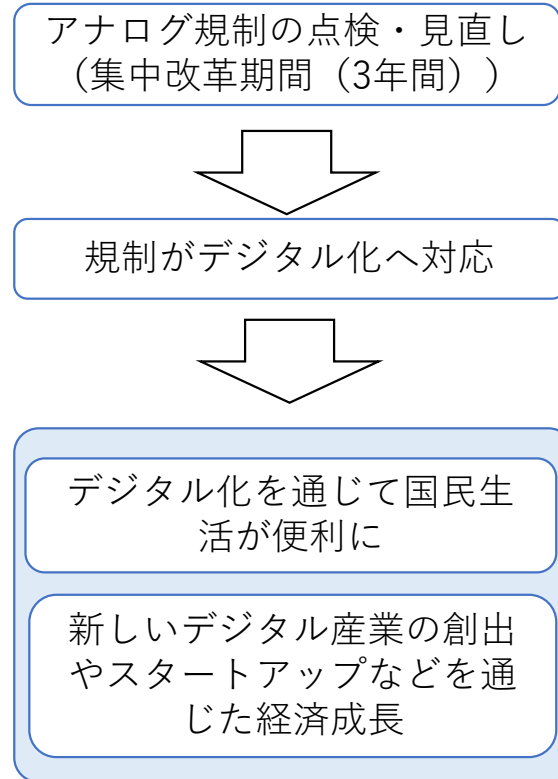 アナログ規制の点検・見直し
（集中改革期間（3年間））
規制がデジタル化へ対応
デジタル化を通じて国民生
活が便利に
新しいデジタル産業の創出
やスタートアップなどを通
じた経済成長